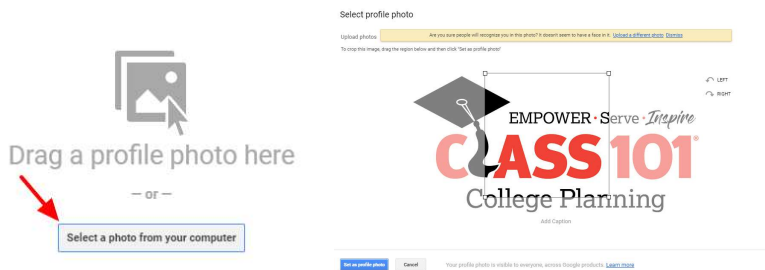 Drag a profile photo here
— or —
Select a photo from your computer
Select profile photo
Upload photos
Are you sure people will recognize you in this photo? It doesn't seem to have a face in it. Upload a different photo Dismiss
To crop this image, drag the region below and then click "Set as profile photo"
LEFT
RIGHT
EMPOWER · Serve · Inspire
CLASS 101®
College Planning
Add Caption
Set as profile photo
Cancel
Your profile photo is visible to everyone, across Google products. Learn more